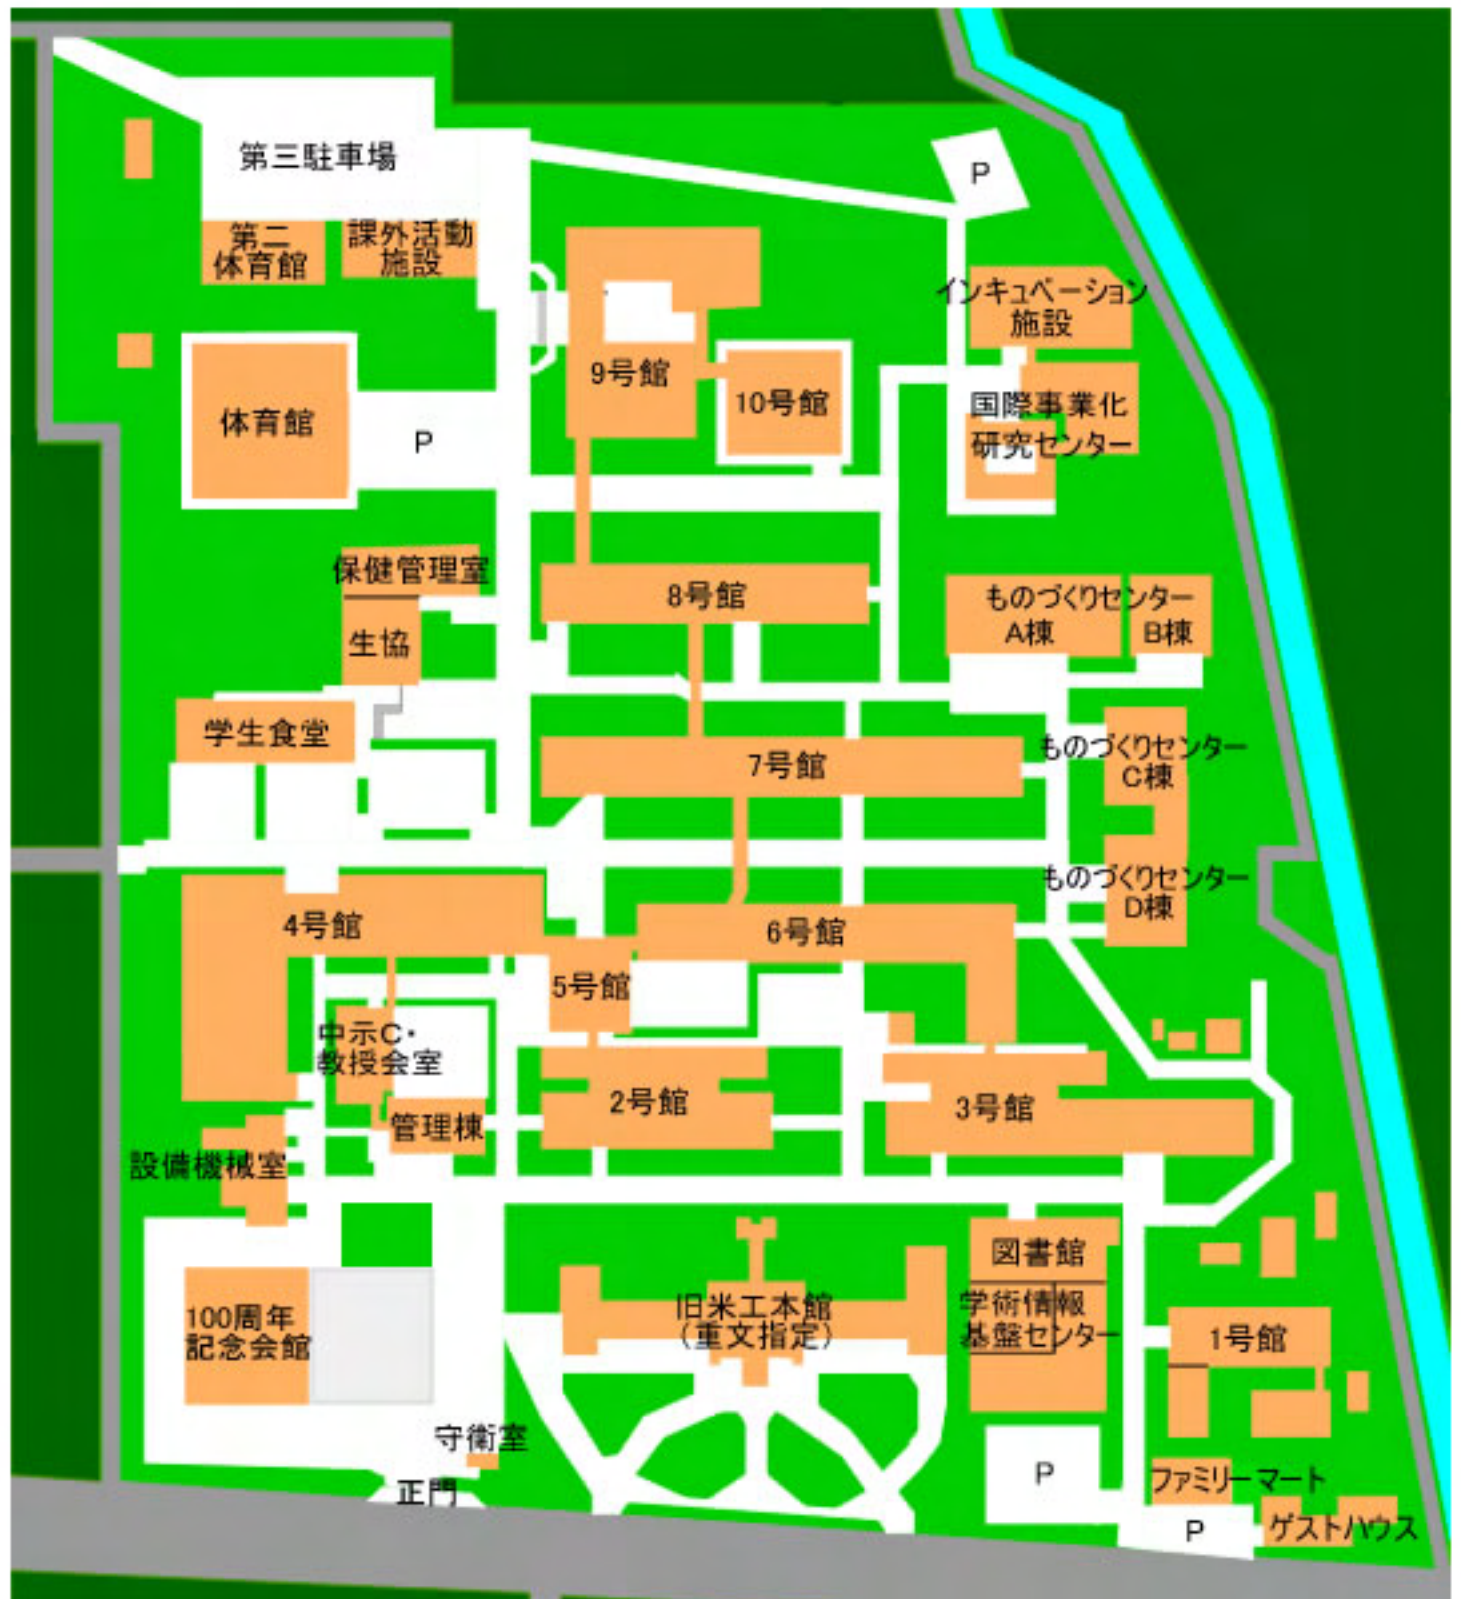 第三駐車場
P
第二
体育館
課外活動
施設
インキュベーション
施設
9号館
10号館
体育館
P
国際事業化
研究センター
保健管理室
8号館
ものづくりセンター
A棟
B棟
生協
学生食堂
7号館
ものづくりセンター
C棟
ものづくりセンター
D棟
4号館
6号館
5号館
中示C・
教授会室
2号館
3号館
管理棟
設備機械室
図書館
100周年
記念会館
旧米工本館
（重文指定）
学術情報
基盤センター
1号館
守衛室
正門
P
ファミリーマート
P
ゲストハウス